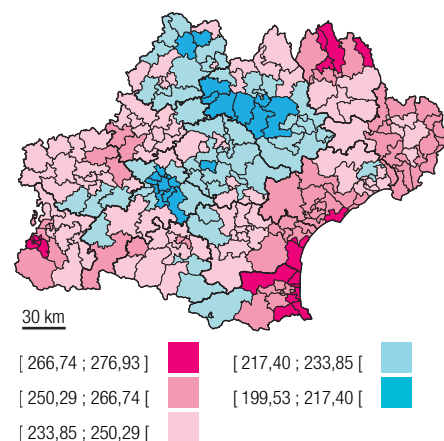 30 km
[ 266,74 ; 276,93 ] [ 217,40 ; 233,85 [
[ 250,29 ; 266,74 [ [ 199,53 ; 217,40 [
[ 233,85 ; 250,29 [